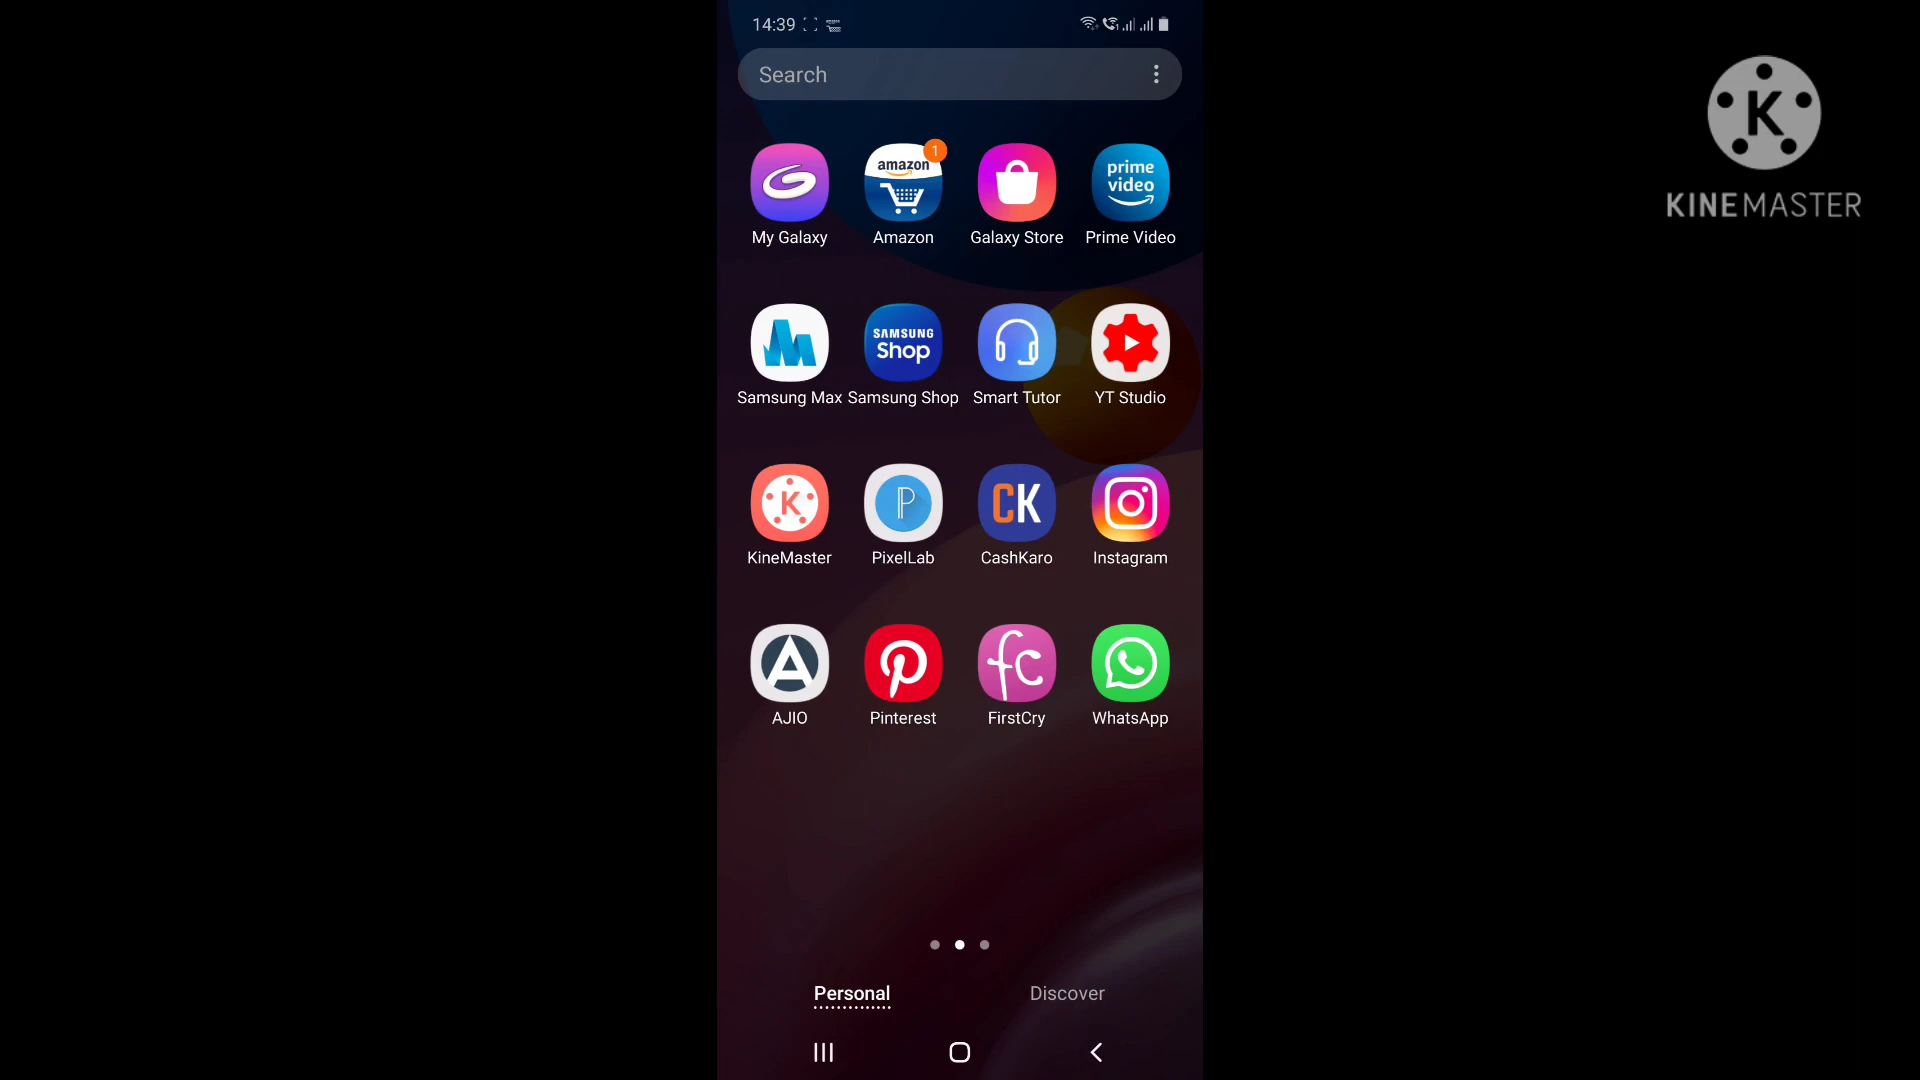 14:39
Search
K
KINEMASTER
1
amazon
prime
video
My Galaxy
Amazon
Galaxy Store
Prime Video
SAMSUNG
Shop
Samsung Max
Samsung Shop
Smart Tutor
YT Studio
K
P
CK
KineMaster
PixelLab
CashKaro
Instagram
A
fc
AJIO
Pinterest
FirstCry
WhatsApp
Personal
Discover